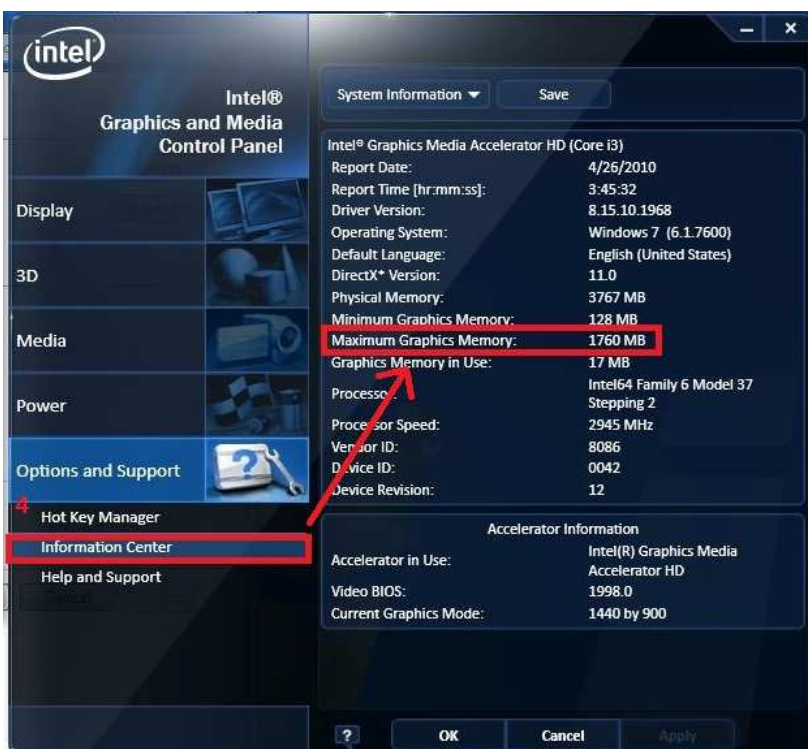 intel
Intel®
Graphics and Media
Control Panel
Display
3D
Media
Power
Options and Support
4
Hot Key Manager
Information Center
Help and Support
System Information
Save
Intel® Graphics Media Accelerator HD (Core i3)
Report Date: 4/26/2010
Report Time [hr:mm:ss]: 3:45:32
Driver Version: 8.15.10.1968
Operating System: Windows 7 (6.1.7600)
Default Language: English (United States)
DirectX* Version: 11.0
Physical Memory: 3767 MB
Minimum Graphics Memory: 128 MB
Maximum Graphics Memory: 1760 MB
Graphics Memory in Use: 17 MB
Processor: Intel64 Family 6 Model 37
Stepping 2
Processor Speed: 2945 MHz
Vendor ID: 8086
Device ID: 0042
Device Revision: 12
Accelerator Information
Accelerator in Use: Intel(R) Graphics Media
Accelerator HD
Video BIOS: 1998.0
Current Graphics Mode: 1440 by 900
? OK Cancel Apply